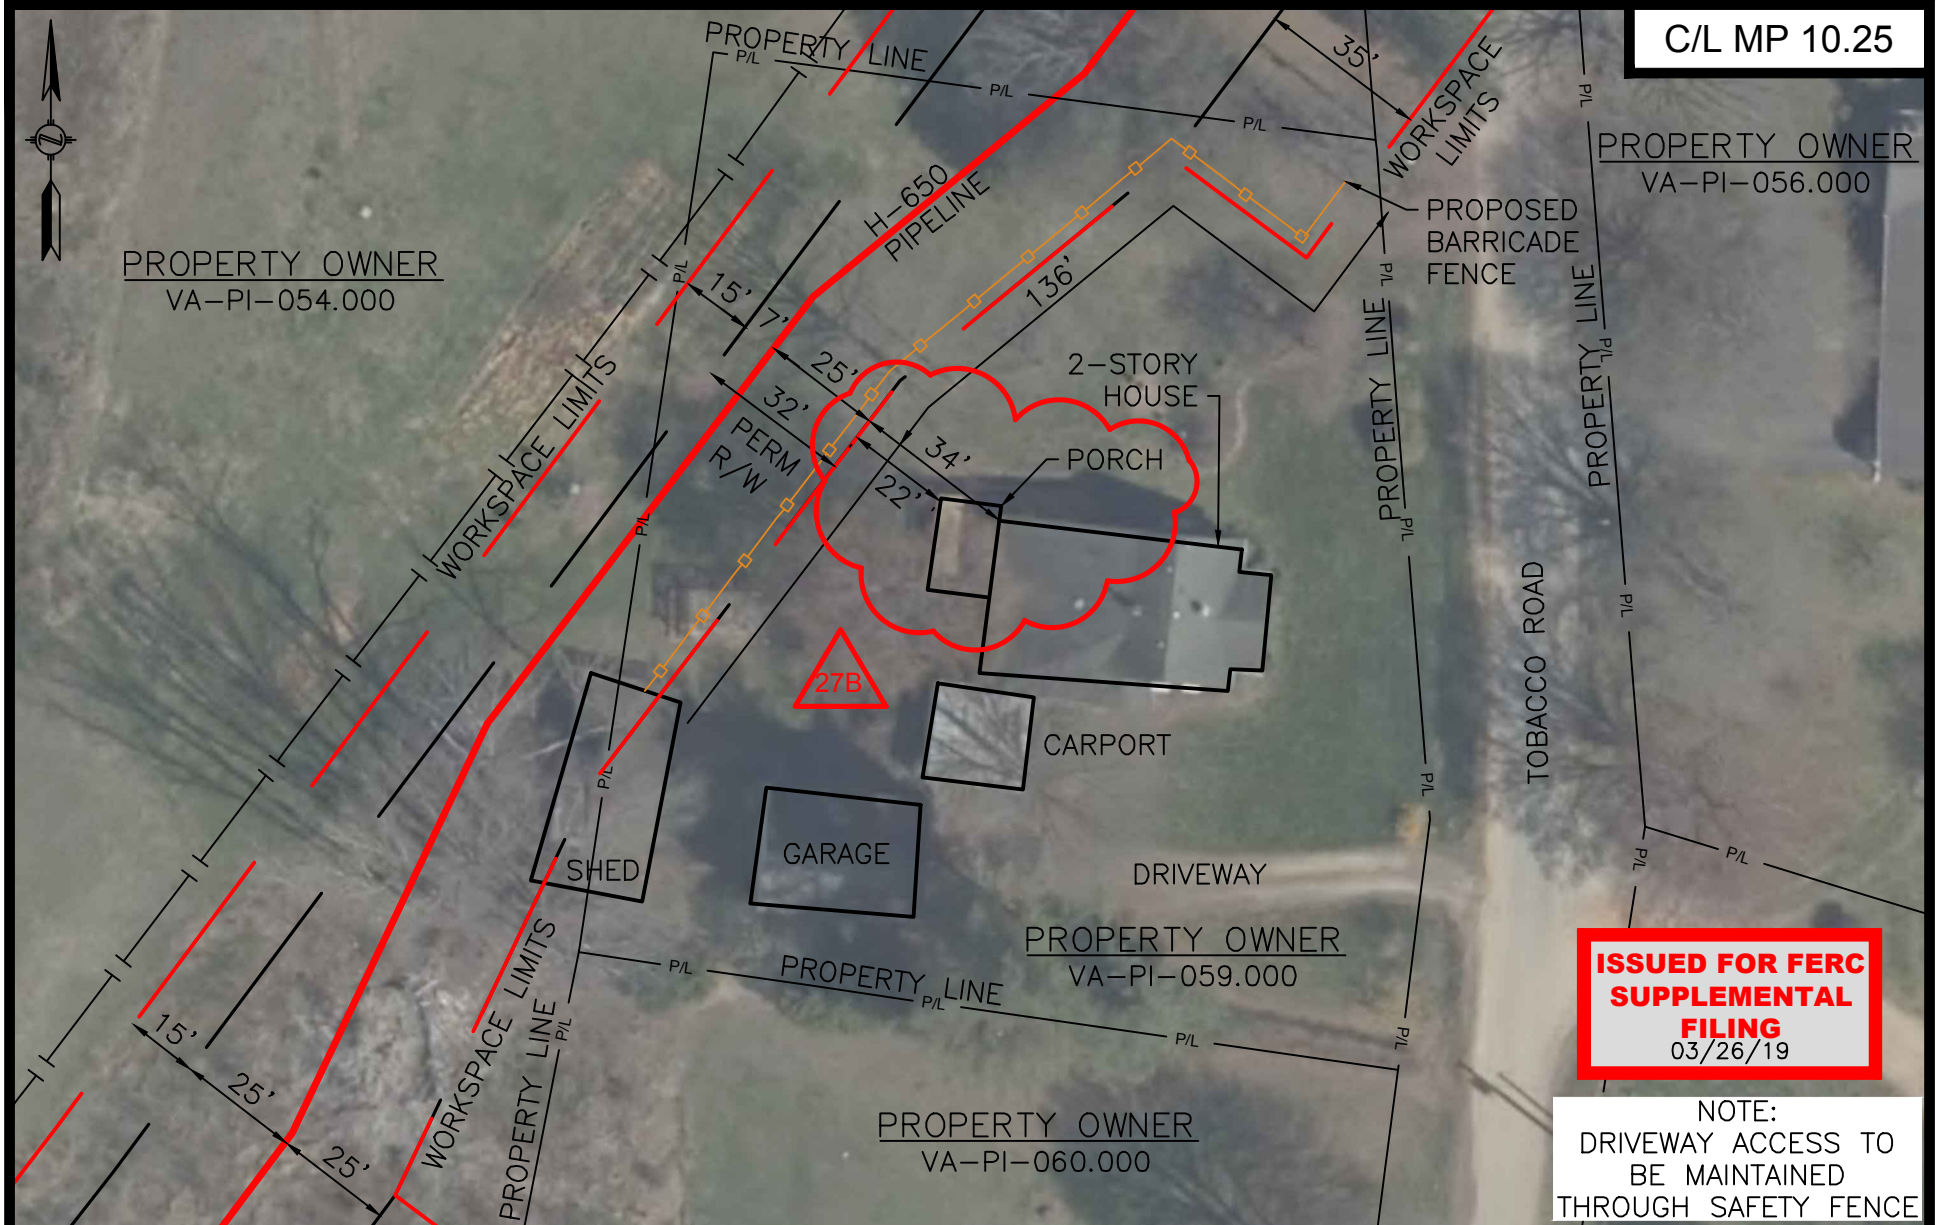 C/L MP 10.25
PROPERTY LINE
P/L
P/L
P/L
P/L
35'
WORKSPACE
LIMITS
PROPERTY OWNER
VA-PI-056.000
PROPERTY OWNER
VA-PI-054.000
H-650
PIPELINE
PROPOSED
BARRICADE
FENCE
P/L
P/L
15'
7'
136'
PROPERTY LINE
PROPERTY LINE
P/L
25'
32'
PERM
R/W
34'
22'
2-STORY
HOUSE
PORCH
WORKSPACE LIMITS
P/L
P/L
P/L
TOBACCO ROAD
27B
P/L
P/L
CARPORT
SHED
GARAGE
DRIVEWAY
P/L
P/L
PROPERTY OWNER
VA-PI-059.000
P/L
PROPERTY LINE
P/L
P/L
P/L
WORKSPACE LIMITS
PROPERTY LINE
P/L
15'
25'
25'
PROPERTY OWNER
VA-PI-060.000
ISSUED FOR FERC
SUPPLEMENTAL
FILING
03/26/19
NOTE:
DRIVEWAY ACCESS TO
BE MAINTAINED
THROUGH SAFETY FENCE